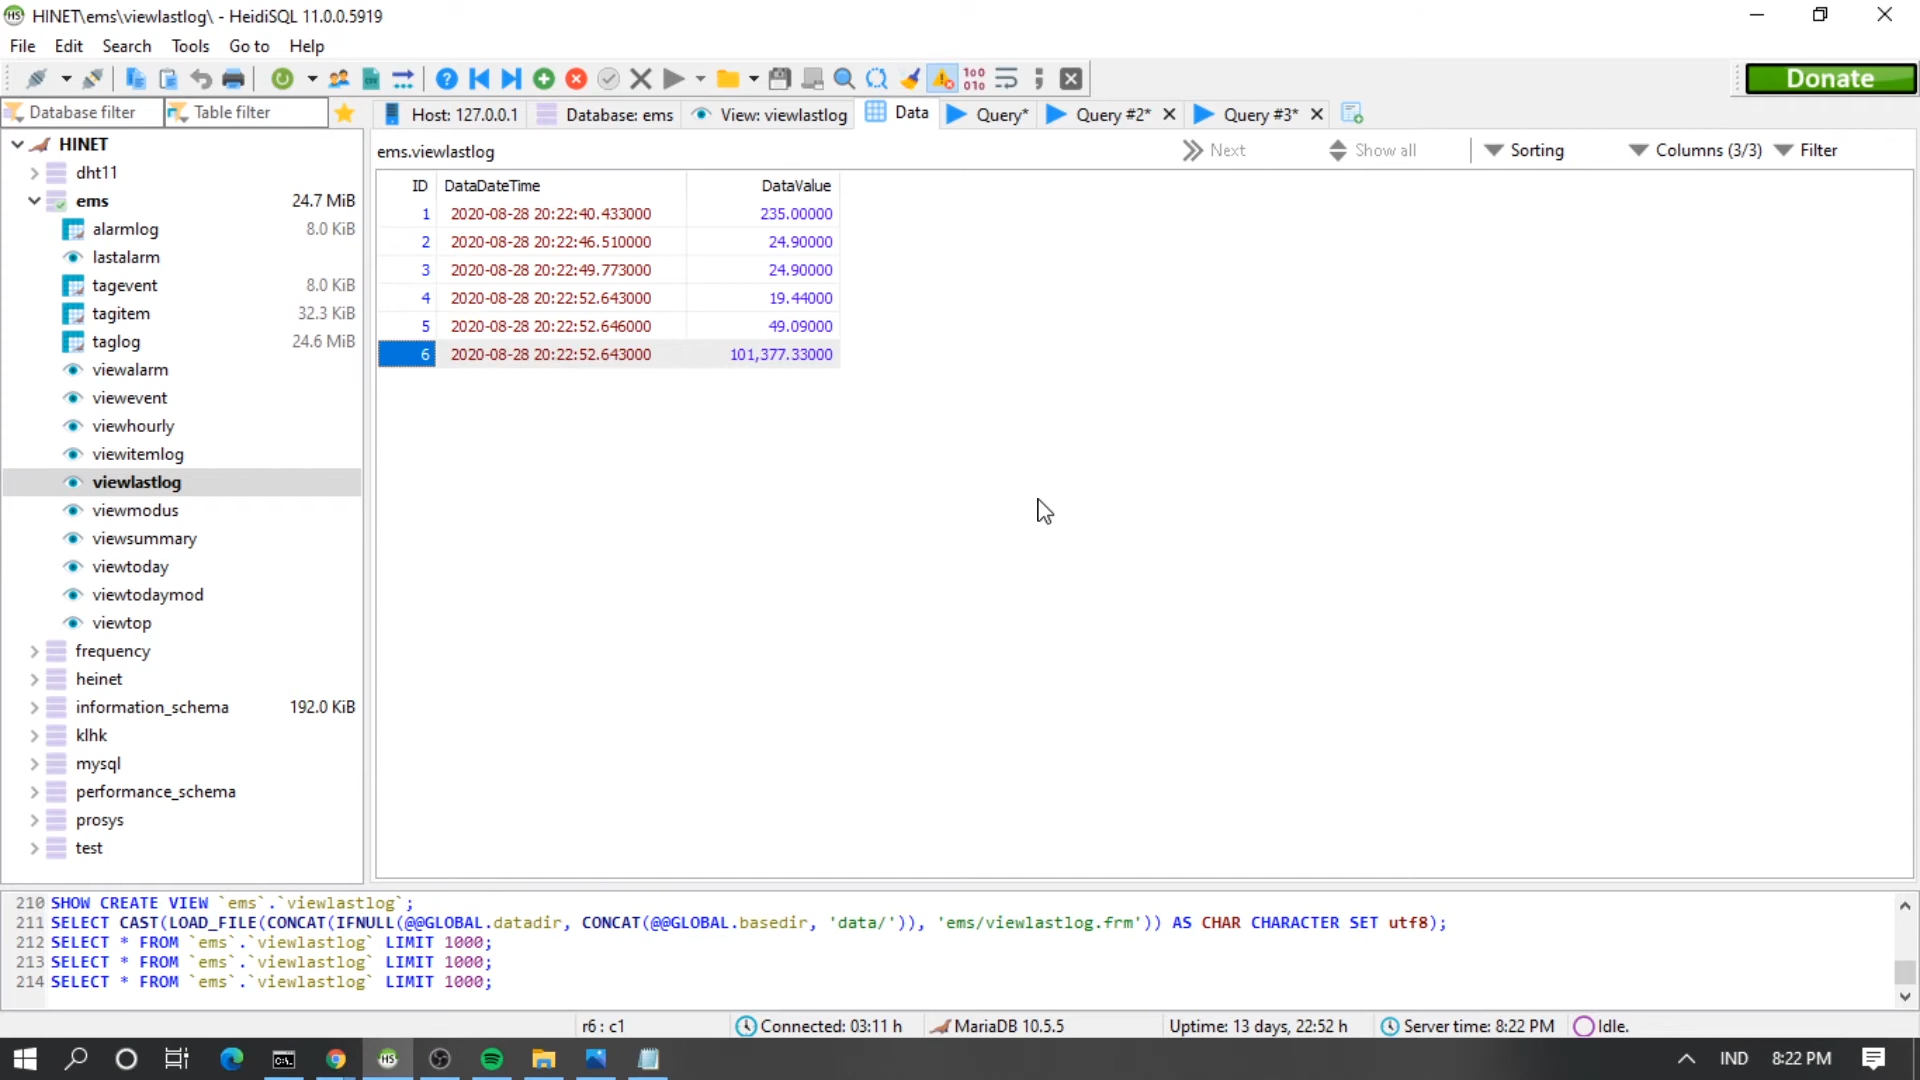 HINET\ems\viewlastlog\ - HeidiSQL 11.0.0.5919
File Edit Search Tools Go to Help
Donate
Database filter Table filter
Host: 127.0.0.1 Database: ems View: viewlastlog Data Query* Query #2* Query #3*
ems.viewlastlog Next Show all Sorting Columns (3/3) Filter
HINET
dht11
ems 24.7 MiB
alarmlog 8.0 KiB
lastalarm
tagevent 8.0 KiB
tagitem 32.3 KiB
taglog 24.6 MiB
viewalarm
viewevent
viewhourly
viewitemlog
viewlastlog
viewmodus
viewsummary
viewtoday
viewtodaymod
viewtop
frequency
heinet
information_schema 192.0 KiB
klhk
mysql
performance_schema
prosys
test
ID DataDateTime DataValue
1 2020-08-28 20:22:40.433000 235.00000
2 2020-08-28 20:22:46.510000 24.90000
3 2020-08-28 20:22:49.773000 24.90000
4 2020-08-28 20:22:52.643000 19.44000
5 2020-08-28 20:22:52.646000 49.09000
6 2020-08-28 20:22:52.643000 101,377.33000
210 SHOW CREATE VIEW `ems`.`viewlastlog`;
211 SELECT CAST(LOAD_FILE(CONCAT(IFNULL(@@GLOBAL.datadir, CONCAT(@@GLOBAL.basedir, 'data/')), 'ems/viewlastlog.frm')) AS CHAR CHARACTER SET utf8);
212 SELECT * FROM `ems`.`viewlastlog` LIMIT 1000;
213 SELECT * FROM `ems`.`viewlastlog` LIMIT 1000;
214 SELECT * FROM `ems`.`viewlastlog` LIMIT 1000;
r6 : c1 Connected: 03:11 h MariaDB 10.5.5 Uptime: 13 days, 22:52 h Server time: 8:22 PM Idle.
IND 8:22 PM